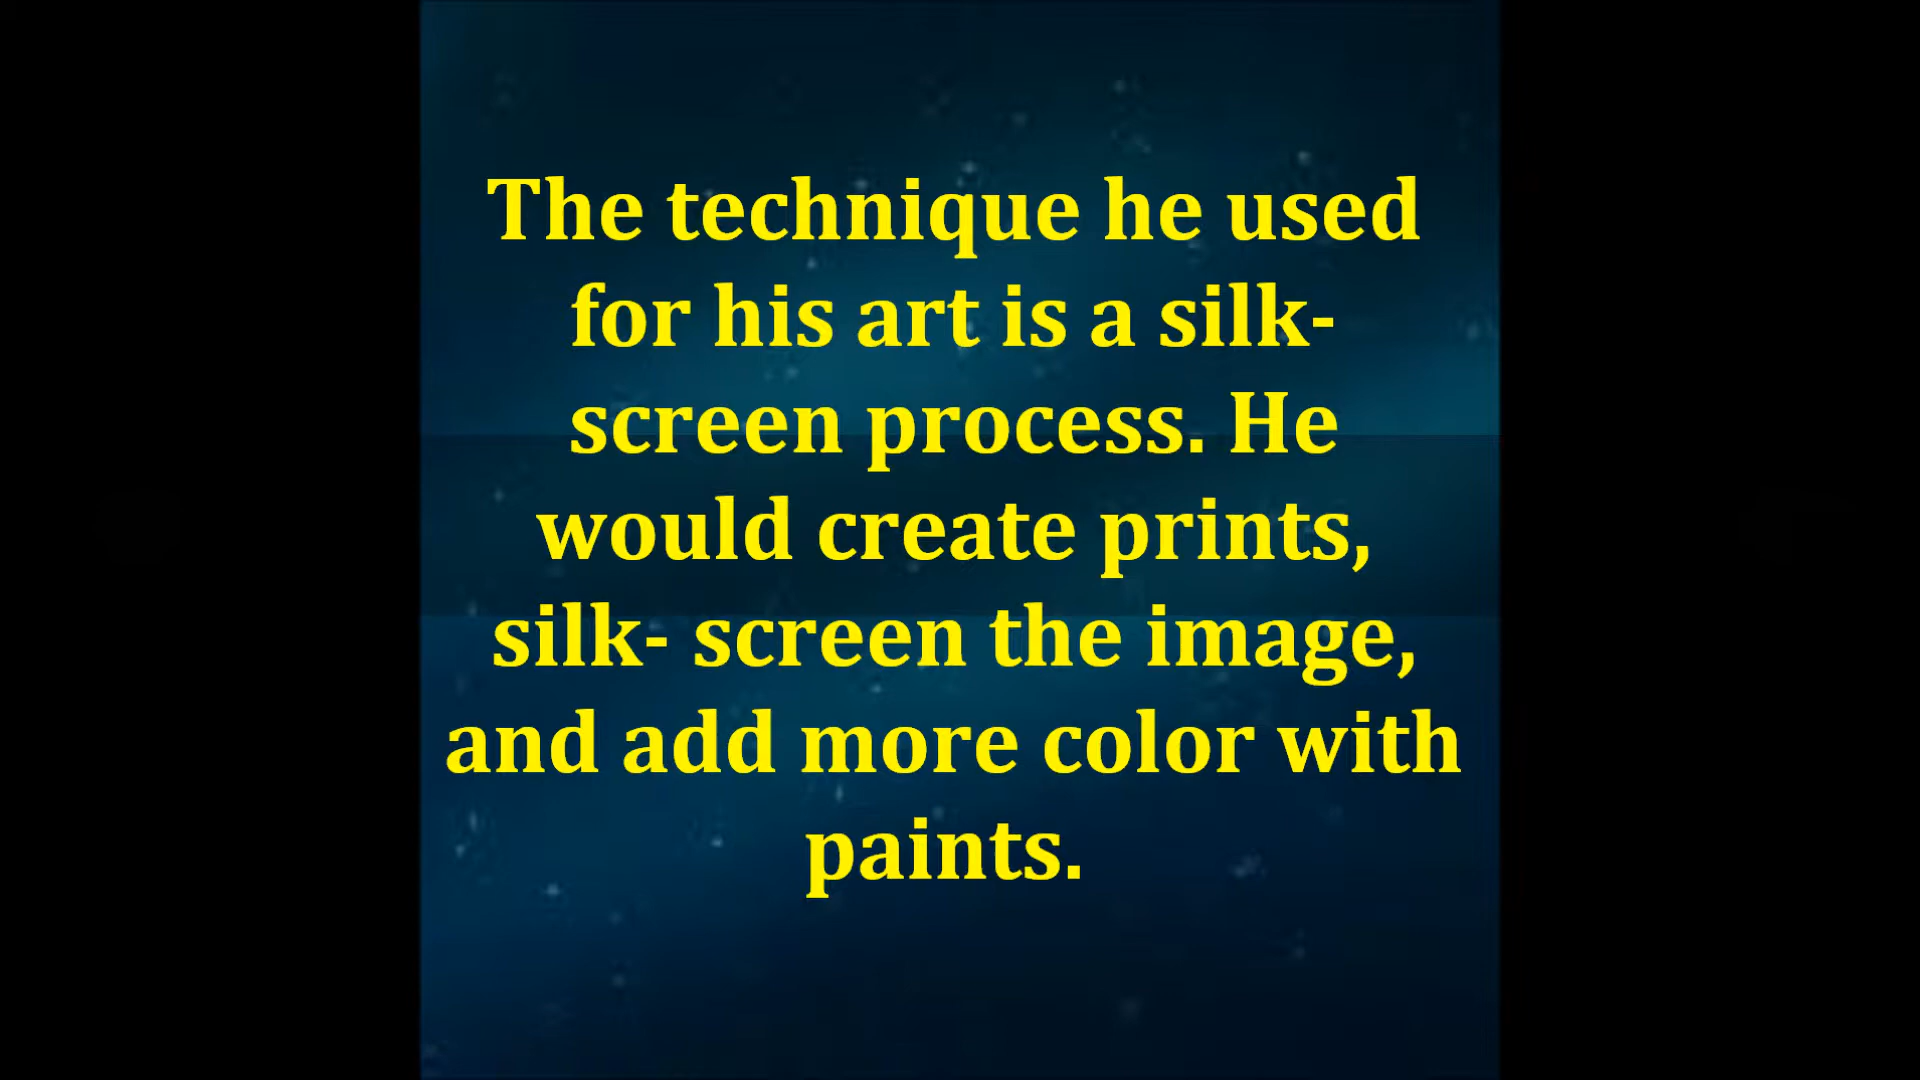 The technique he used
for his art is a silk-
screen process. He
would create prints,
silk- screen the image,
and add more color with
paints.